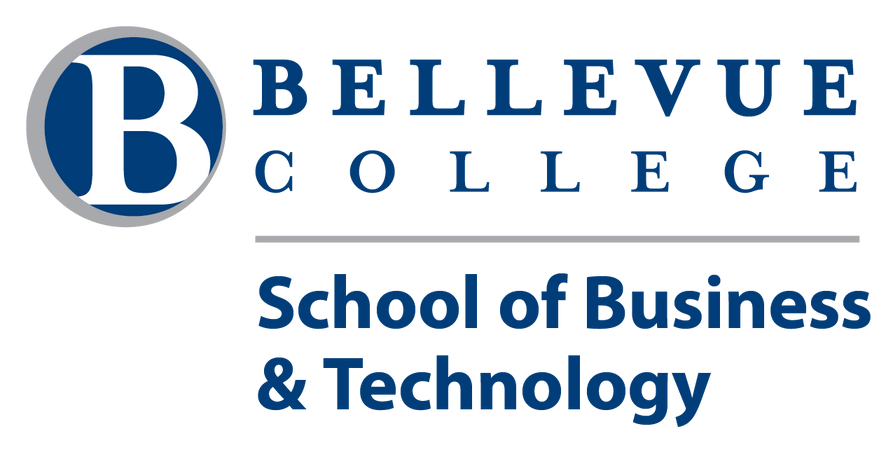 B
BELLEVUE
COLLEGE
School of Business
& Technology